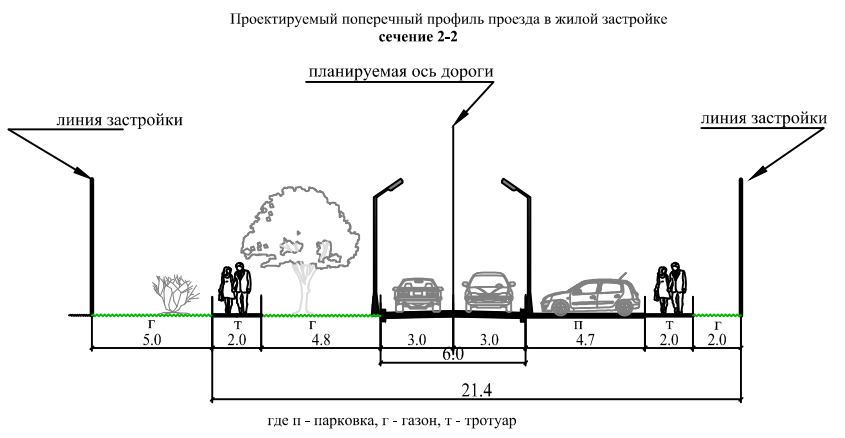 Проектируемый поперечный профиль проезда в жилой застройке
сечение 2-2
планируемая ось дороги
линия застройки
линия застройки
г т г п т г
5.0 2.0 4.8 3.0 3.0 4.7 2.0 2.0
6.0
21.4
где п - парковка, г - газон, т - тротуар